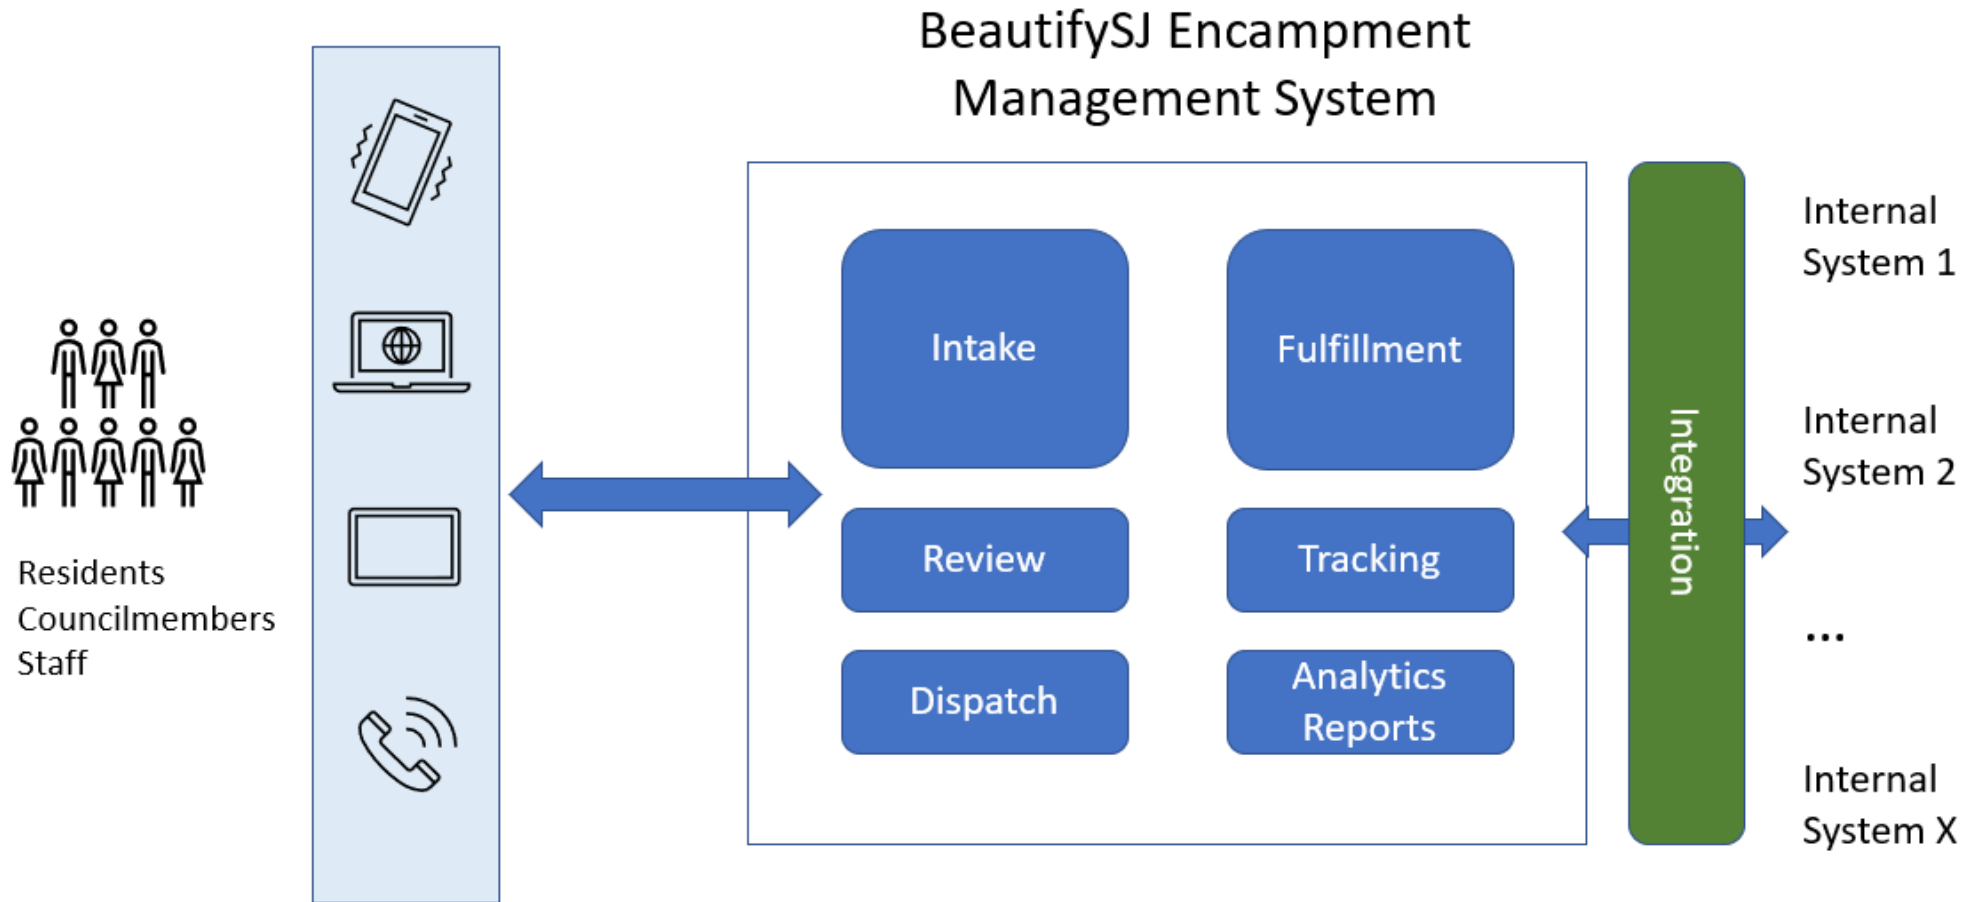 BeautifySJ Encampment
Management System
Residents
Councilmembers
Staff
Intake
Fulfillment
Review
Tracking
Dispatch
Analytics
Reports
Integration
Internal
System 1
Internal
System 2
...
Internal
System X